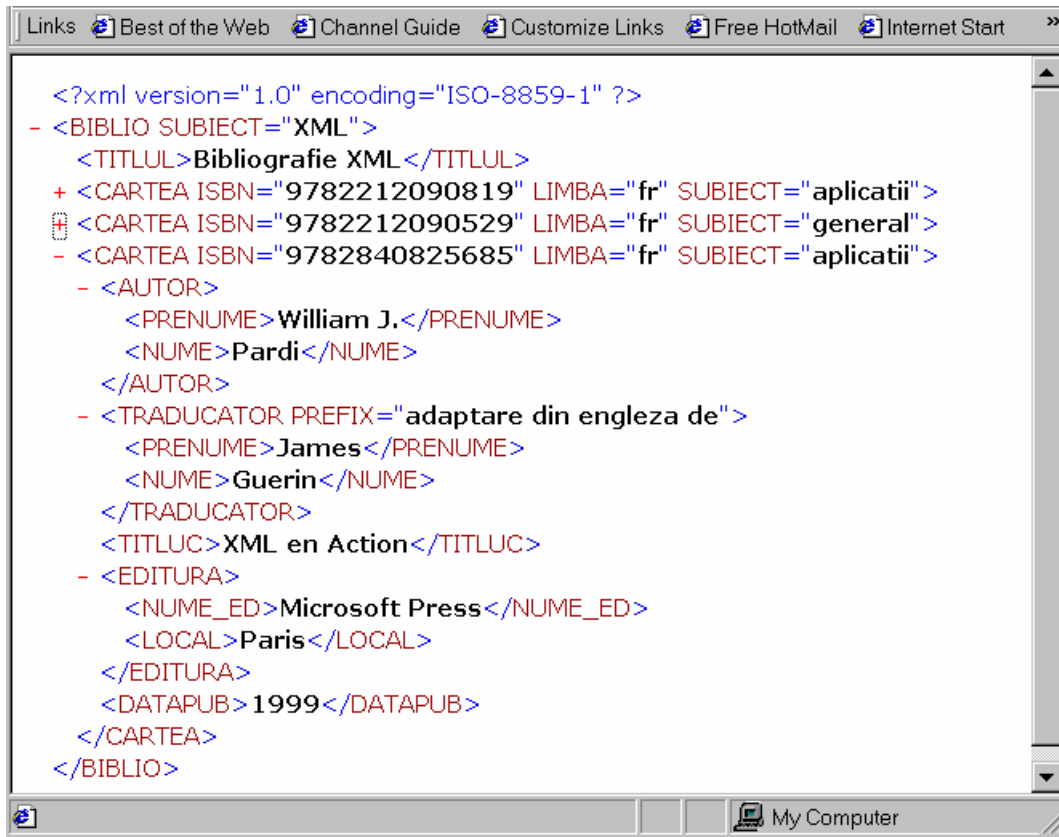 Links Best of the Web Channel Guide Customize Links Free HotMail Internet Start »
<?xml version="1.0" encoding="ISO-8859-1" ?>
- <BIBLIO SUBIECT="XML">
<TITLUL>Bibliografie XML</TITLUL>
+ <CARTEA ISBN="9782212090819" LIMBA="fr" SUBIECT="aplicatii">
+ <CARTEA ISBN="9782212090529" LIMBA="fr" SUBIECT="general">
- <CARTEA ISBN="9782840825685" LIMBA="fr" SUBIECT="aplicatii">
- <AUTOR>
<PRENUME>William J.</PRENUME>
<NUME>Pardi</NUME>
</AUTOR>
- <TRADUCATOR PREFIX="adaptare din engleza de">
<PRENUME>James</PRENUME>
<NUME>Guerin</NUME>
</TRADUCATOR>
<TITLUC>XML en Action</TITLUC>
- <EDITURA>
<NUME_ED>Microsoft Press</NUME_ED>
<LOCAL>Paris</LOCAL>
</EDITURA>
<DATAPUB>1999</DATAPUB>
</CARTEA>
</BIBLIO>
My Computer